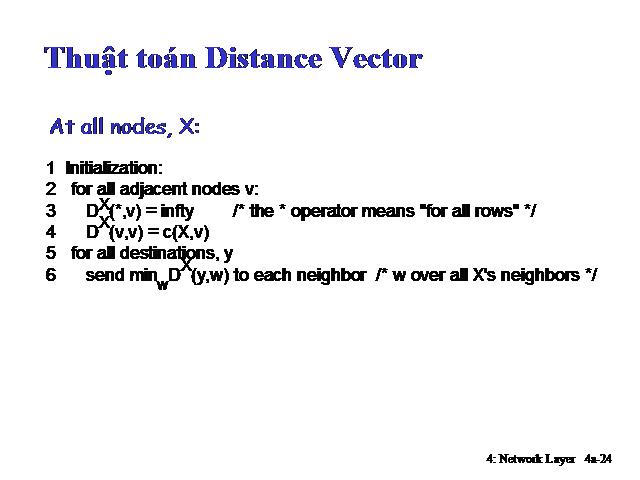 Thuật toán Distance Vector
At all nodes, X:
1 Initialization:
2 for all adjacent nodes v:
3 D^X(*,v) = infty /* the * operator means "for all rows" */
4 D^X(v,v) = c(X,v)
5 for all destinations, y
6 send min_w D^X(y,w) to each neighbor /* w over all X's neighbors */
4: Network Layer 4a-24